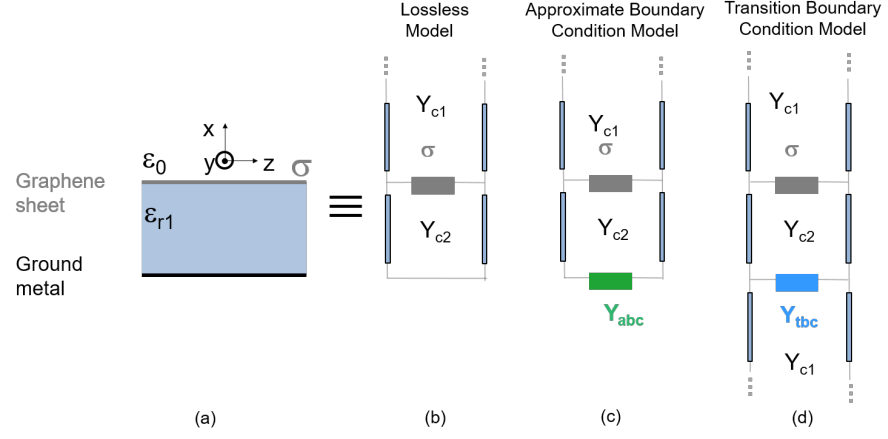 Lossless
Model
Approximate Boundary
Condition Model
Transition Boundary
Condition Model
x
y
z
ε0
σ
Graphene
sheet
εr1
Ground
metal
≡
Yc1
σ
Yc2
Yc1
σ
Yc2
Yabc
Yc1
σ
Yc2
Ytbc
Yc1
(a)
(b)
(c)
(d)